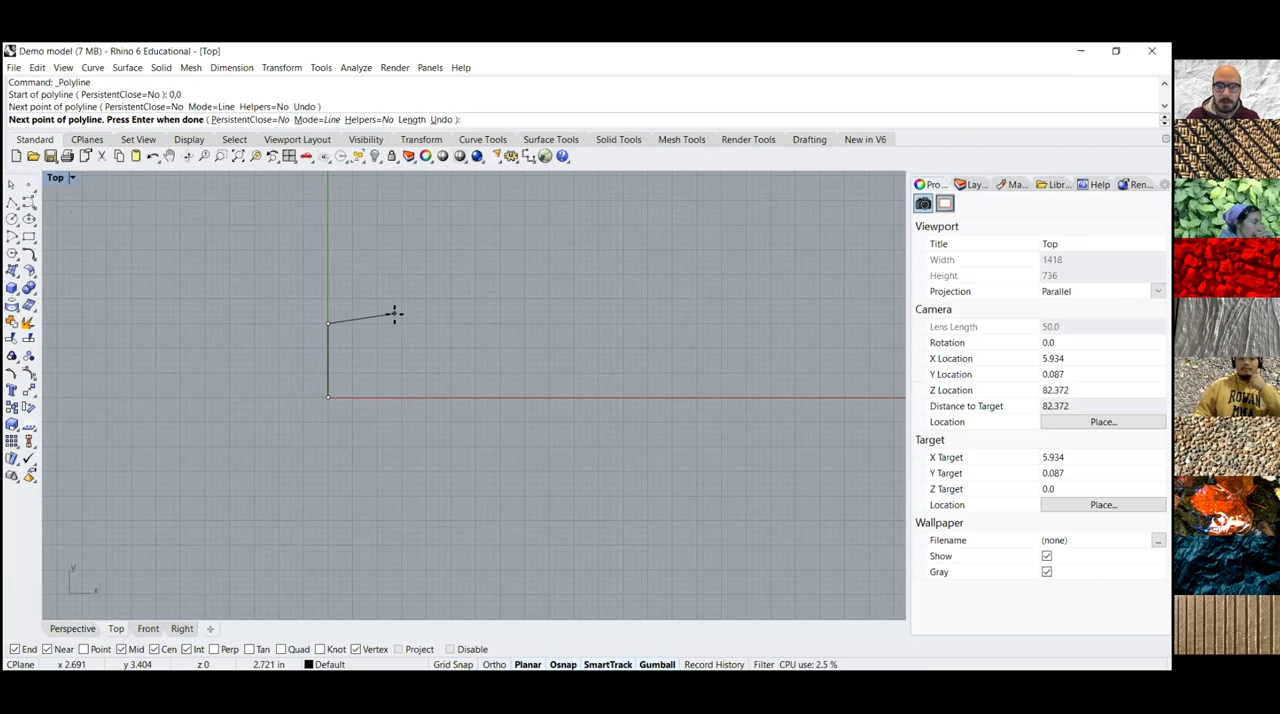 Demo model (7 MB) - Rhino 6 Educational - [Top]
File Edit View Curve Surface Solid Mesh Dimension Transform Tools Analyze Render Panels Help
Command: _Polyline
Start of polyline ( PersistentClose=No ): 0,0
Next point of polyline ( PersistentClose=No Mode=Line Helpers=No Undo )
Next point of polyline. Press Enter when done ( PersistentClose=No Mode=Line Helpers=No Length Undo ):
Standard CPlanes Set View Display Select Viewport Layout Visibility Transform Curve Tools Surface Tools Solid Tools Mesh Tools Render Tools Drafting New in V6
Top
Pro... Lay... Ma... Libr... Help Ren...
Viewport
Title Top
Width 1418
Height 736
Projection Parallel
Camera
Lens Length 50.0
Rotation 0.0
X Location 5.934
Y Location 0.087
Z Location 82.372
Distance to Target 82.372
Location Place...
Target
X Target 5.934
Y Target 0.087
Z Target 0.0
Location Place...
Wallpaper
Filename (none) ...
Show
Gray
y
x
ROWAN
Perspective Top Front Right
End Near Point Mid Cen Int Perp Tan Quad Knot Vertex Project Disable
CPlane x 2.691 y 3.404 z 0 2.721 in Default Grid Snap Ortho Planar Osnap SmartTrack Gumball Record History Filter CPU use: 2.5 %